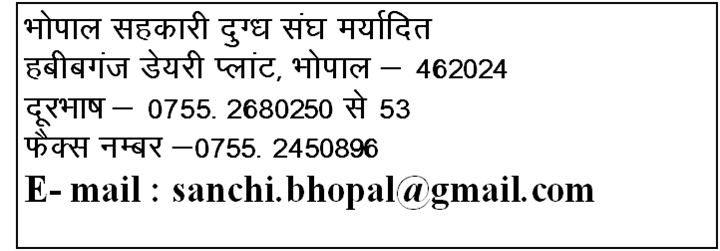 भोपाल सहकारी दुग्ध संघ मर्यादित
हबीबगंज डेयरी प्लांट, भोपाल – 462024
दूरभाष – 0755. 2680250 से 53
फैक्स नम्बर –0755. 2450896
E- mail : sanchi.bhopal@gmail.com